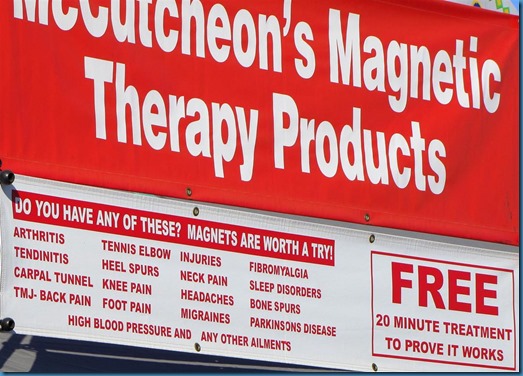 McCutcheon's Magnetic
Therapy Products
DO YOU HAVE ANY OF THESE? MAGNETS ARE WORTH A TRY!
ARTHRITIS
TENDINITIS
CARPAL TUNNEL
TMJ- BACK PAIN
TENNIS ELBOW
HEEL SPURS
KNEE PAIN
FOOT PAIN
INJURIES
NECK PAIN
HEADACHES
MIGRAINES
FIBROMYALGIA
SLEEP DISORDERS
BONE SPURS
PARKINSONS DISEASE
HIGH BLOOD PRESSURE AND ANY OTHER AILMENTS
FREE
20 MINUTE TREATMENT
TO PROVE IT WORKS